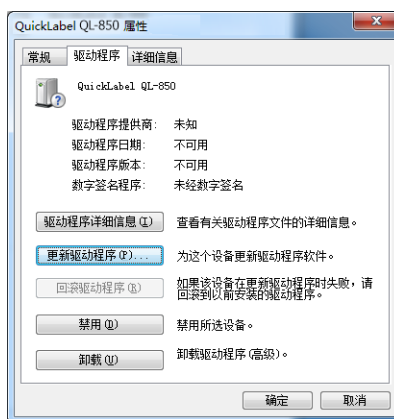 QuickLabel QL-850 属性
常规 驱动程序 详细信息
QuickLabel QL-850
驱动程序提供商: 未知
驱动程序日期: 不可用
驱动程序版本: 不可用
数字签名程序: 未经数字签名
驱动程序详细信息(I) 查看有关驱动程序文件的详细信息。
更新驱动程序(P)... 为这个设备更新驱动程序软件。
回滚驱动程序(R) 如果该设备在更新驱动程序时失败，请
回滚到以前安装的驱动程序。
禁用(D) 禁用所选设备。
卸载(U) 卸载驱动程序(高级)。
确定 取消